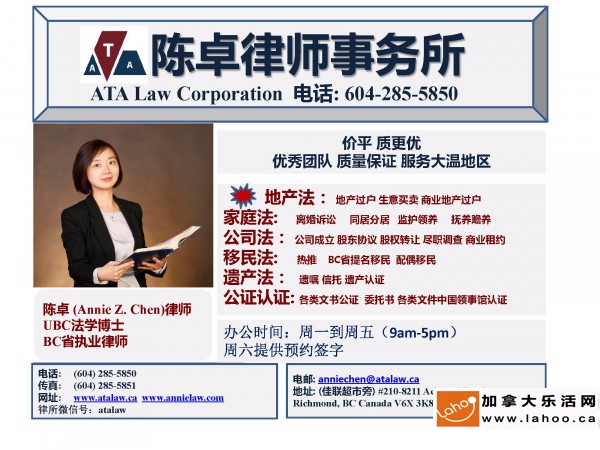 ATA
陈卓律师事务所
ATA Law Corporation 电话: 604-285-5850
价平 质更优
优秀团队 质量保证 服务大温地区
地产法： 地产过户 生意买卖 商业地产过户
家庭法: 离婚诉讼 同居分居 监护领养 抚养赡养
公司法： 公司成立 股东协议 股权转让 尽职调查 商业租约
移民法: 热推 BC省提名移民 配偶移民
遗产法： 遗嘱 信托 遗产认证
公证认证: 各类文书公证 委托书 各类文件中国领事馆认证
陈卓 (Annie Z. Chen)律师
UBC法学博士
BC省执业律师
办公时间：周一到周五（9am-5pm）
周六提供预约签字
电话: (604) 285-5850
传真: (604) 285-5851
网址: www.atalaw.ca www.annielaw.com
律所微信号: atalaw
电邮: anniechen@atalaw.ca
地址: (佳联超市旁) #210-8211
Richmond, BC Canada V6X 3K8
Lahoo
加拿大乐活网
www.lahoo.ca